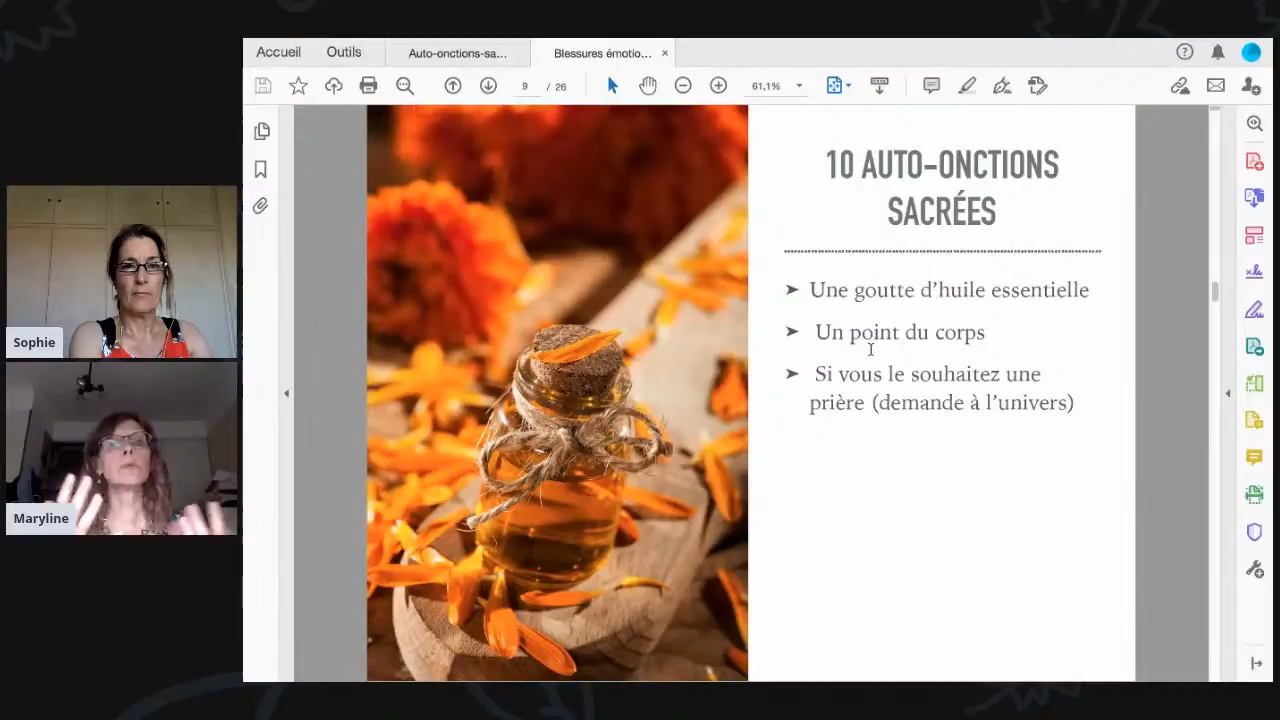 Accueil
Outils
Auto-onctions-sa...
Blessures émotio... ×
9 / 26
61,1%
10 AUTO-ONCTIONS
SACRÉES
➤ Une goutte d'huile essentielle
➤ Un point du corps
➤ Si vous le souhaitez une
prière (demande à l'univers)
Sophie
Maryline